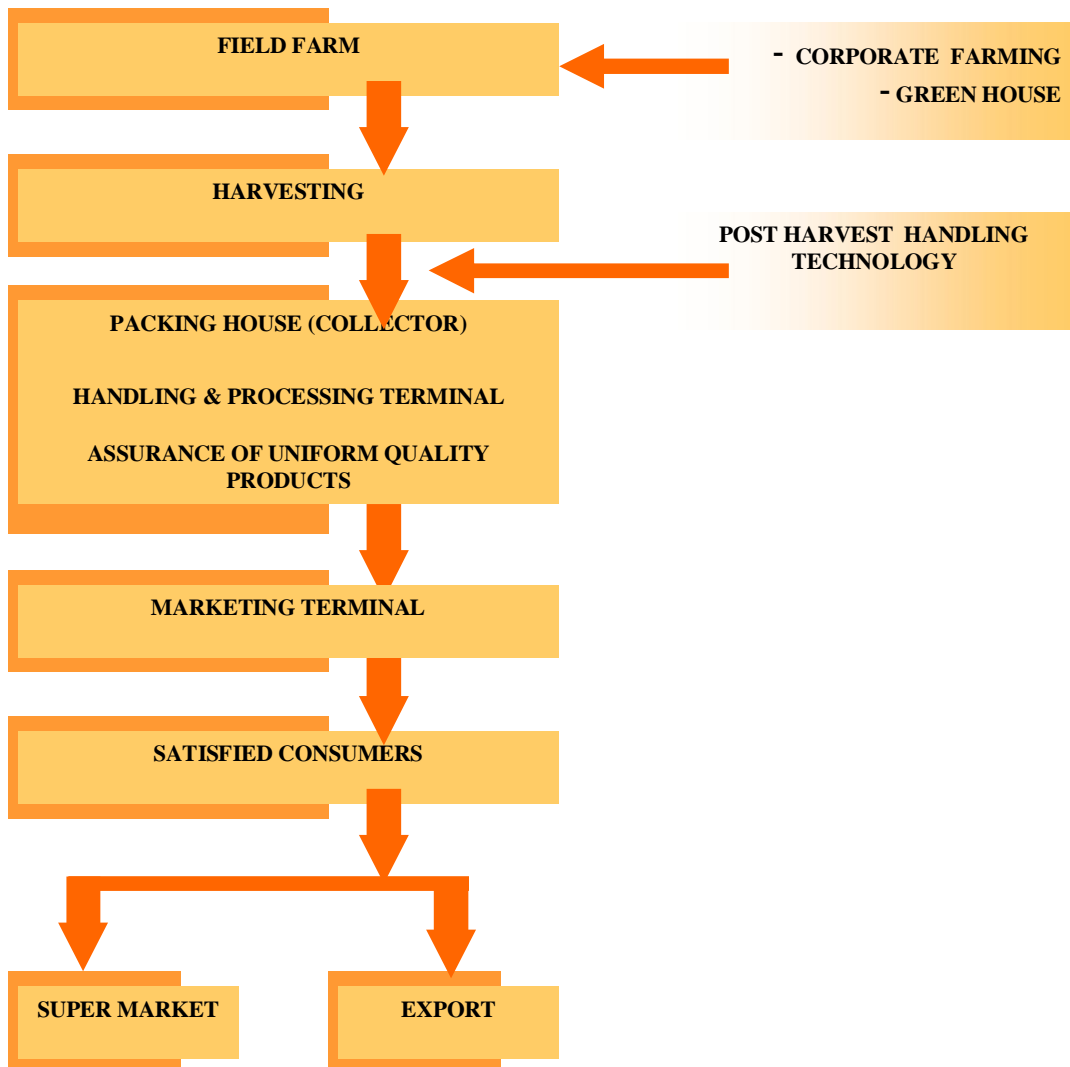 FIELD FARM
- CORPORATE FARMING
- GREEN HOUSE
HARVESTING
POST HARVEST HANDLING
TECHNOLOGY
PACKING HOUSE (COLLECTOR)
HANDLING & PROCESSING TERMINAL
ASSURANCE OF UNIFORM QUALITY
PRODUCTS
MARKETING TERMINAL
SATISFIED CONSUMERS
SUPER MARKET
EXPORT